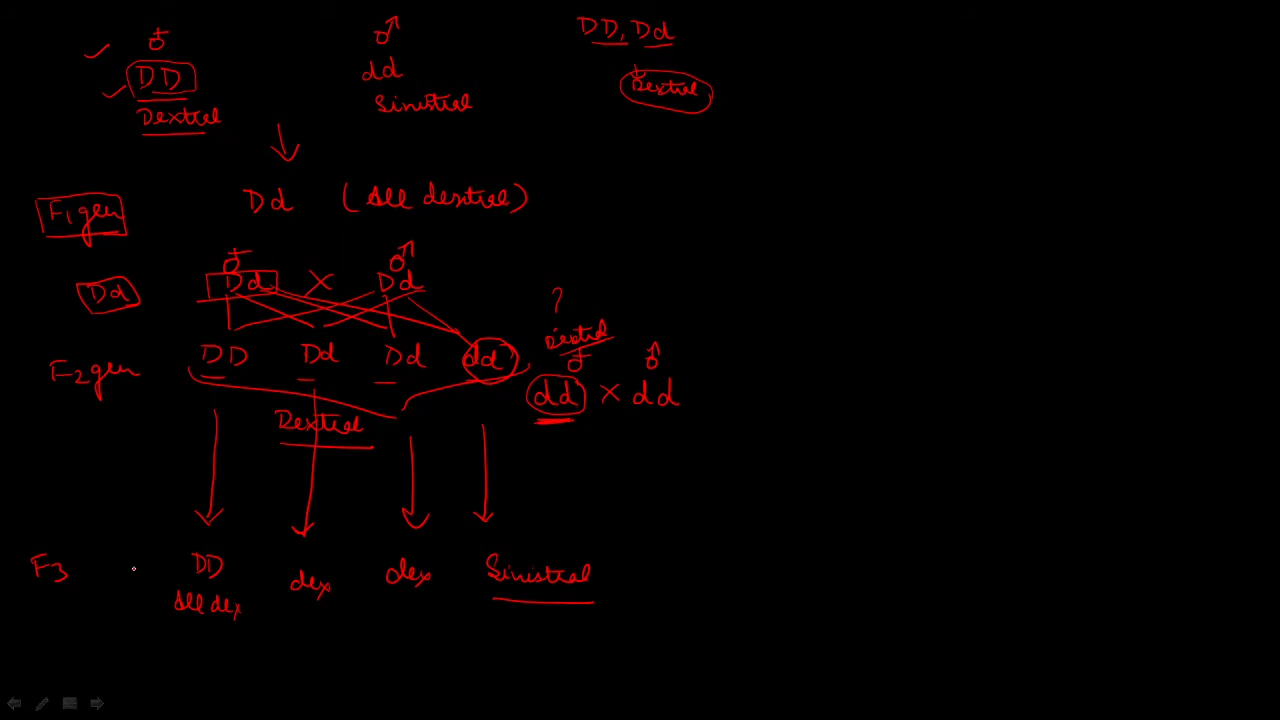 ♀ ♂ DD, Dd
DD dd Dextral
Dextral Sinistral
F1 gen Dd (All dextral)
♀ ♂
Dd Dd X Dd ?
Dextral
F2 gen DD Dd Dd dd ♀ ♂
dd X dd
Dextral
F3 DD dex dex Sinistral
All dex